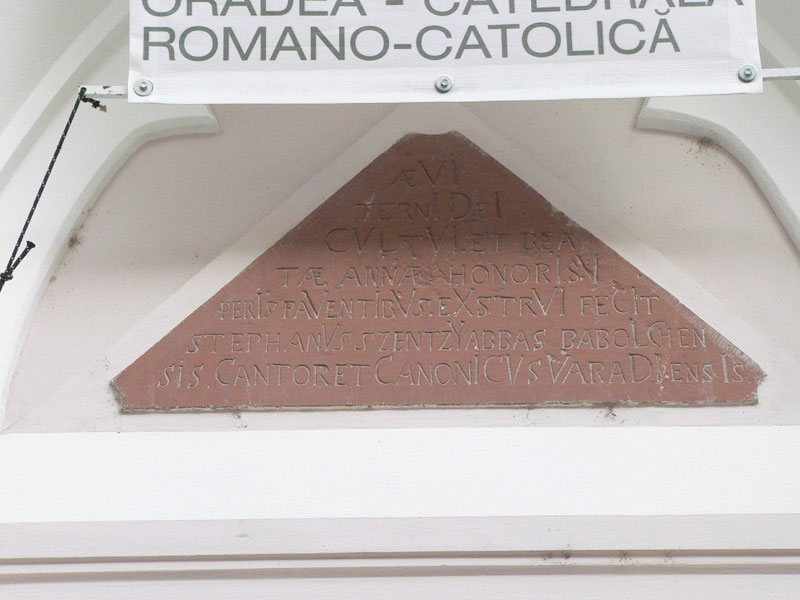 ORADEA - CATEDRALA
ROMANO-CATOLICĂ
ÆVI
TERNI DEI
CVLTVI.ET BEA
TÆ ANNÆ HONORI SV
PERIS FAVENTIBVS.EXSTRVI FECIT
STEPHANVS SZENTZY ABBAS BABOLCHEN
SIS. CANTOR ET CANONICVS VARADIENSIS